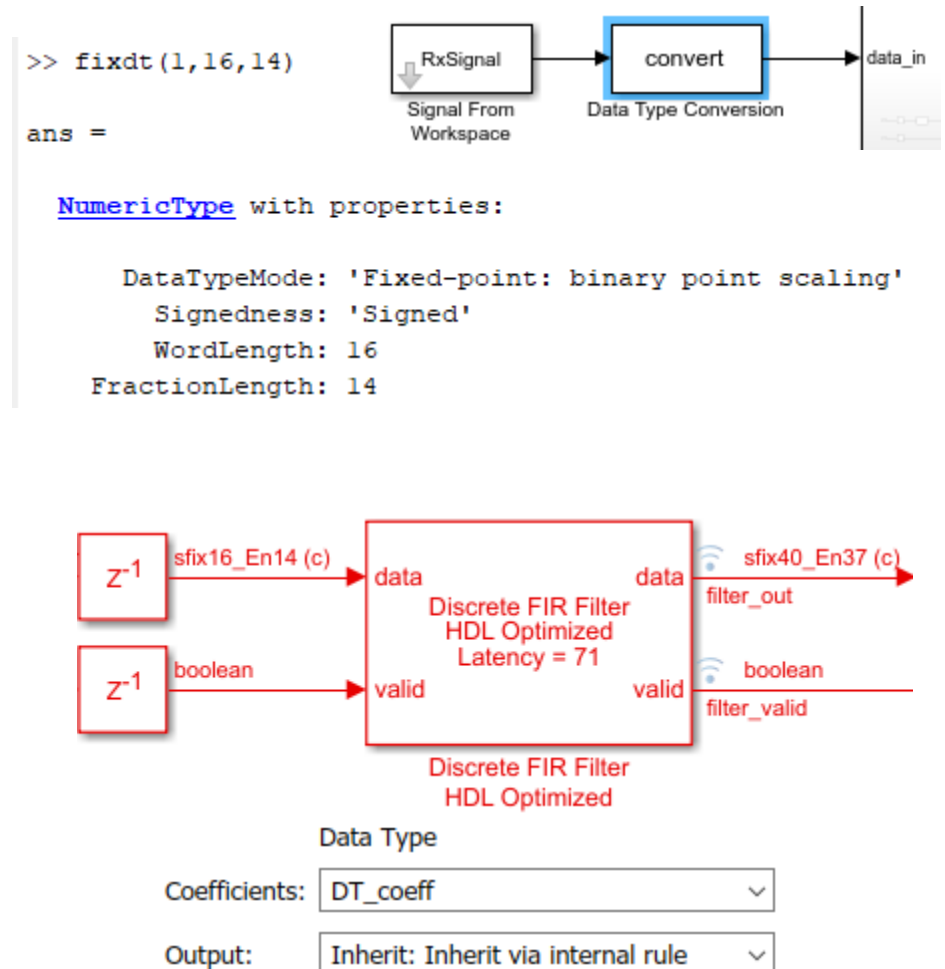 >> fixdt(1,16,14)
ans =
NumericType with properties:
DataTypeMode: 'Fixed-point: binary point scaling'
Signedness: 'Signed'
WordLength: 16
FractionLength: 14
RxSignal
Signal From
Workspace
convert
Data Type Conversion
data_in
Z-1
sfix16_En14 (c)
Z-1
boolean
data
valid
Discrete FIR Filter
HDL Optimized
Latency = 71
data
valid
sfix40_En37 (c)
filter_out
boolean
filter_valid
Discrete FIR Filter
HDL Optimized
Data Type
Coefficients: DT_coeff
Output: Inherit: Inherit via internal rule